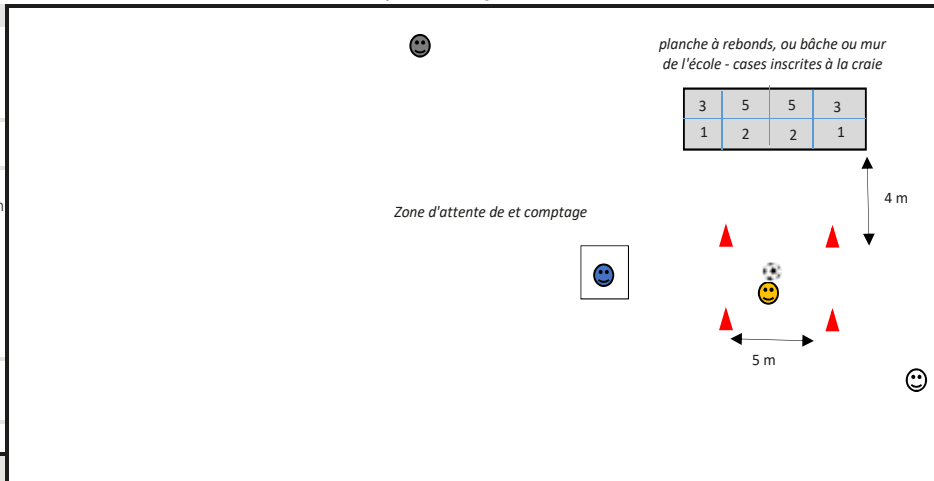 planche à rebonds, ou bâche ou mur
de l'école - cases inscrites à la craie
3 5 5 3
1 2 2 1
4 m
Zone d'attente de et comptage
5 m